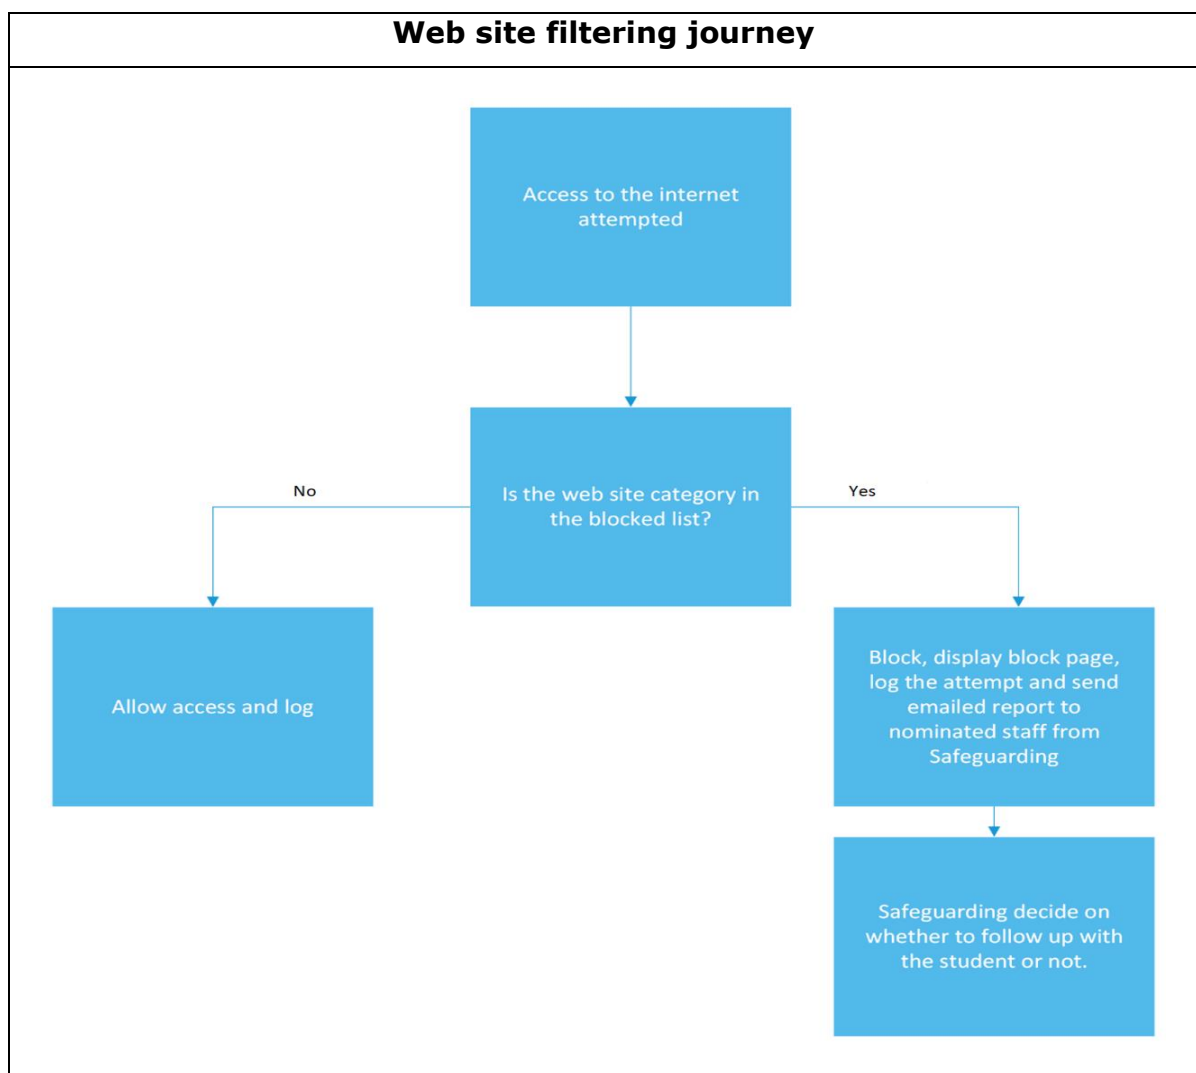 Web site filtering journey
Access to the internet
attempted
Is the web site category in
the blocked list?
No
Yes
Allow access and log
Block, display block page,
log the attempt and send
emailed report to
nominated staff from
Safeguarding
Safeguarding decide on
whether to follow up with
the student or not.